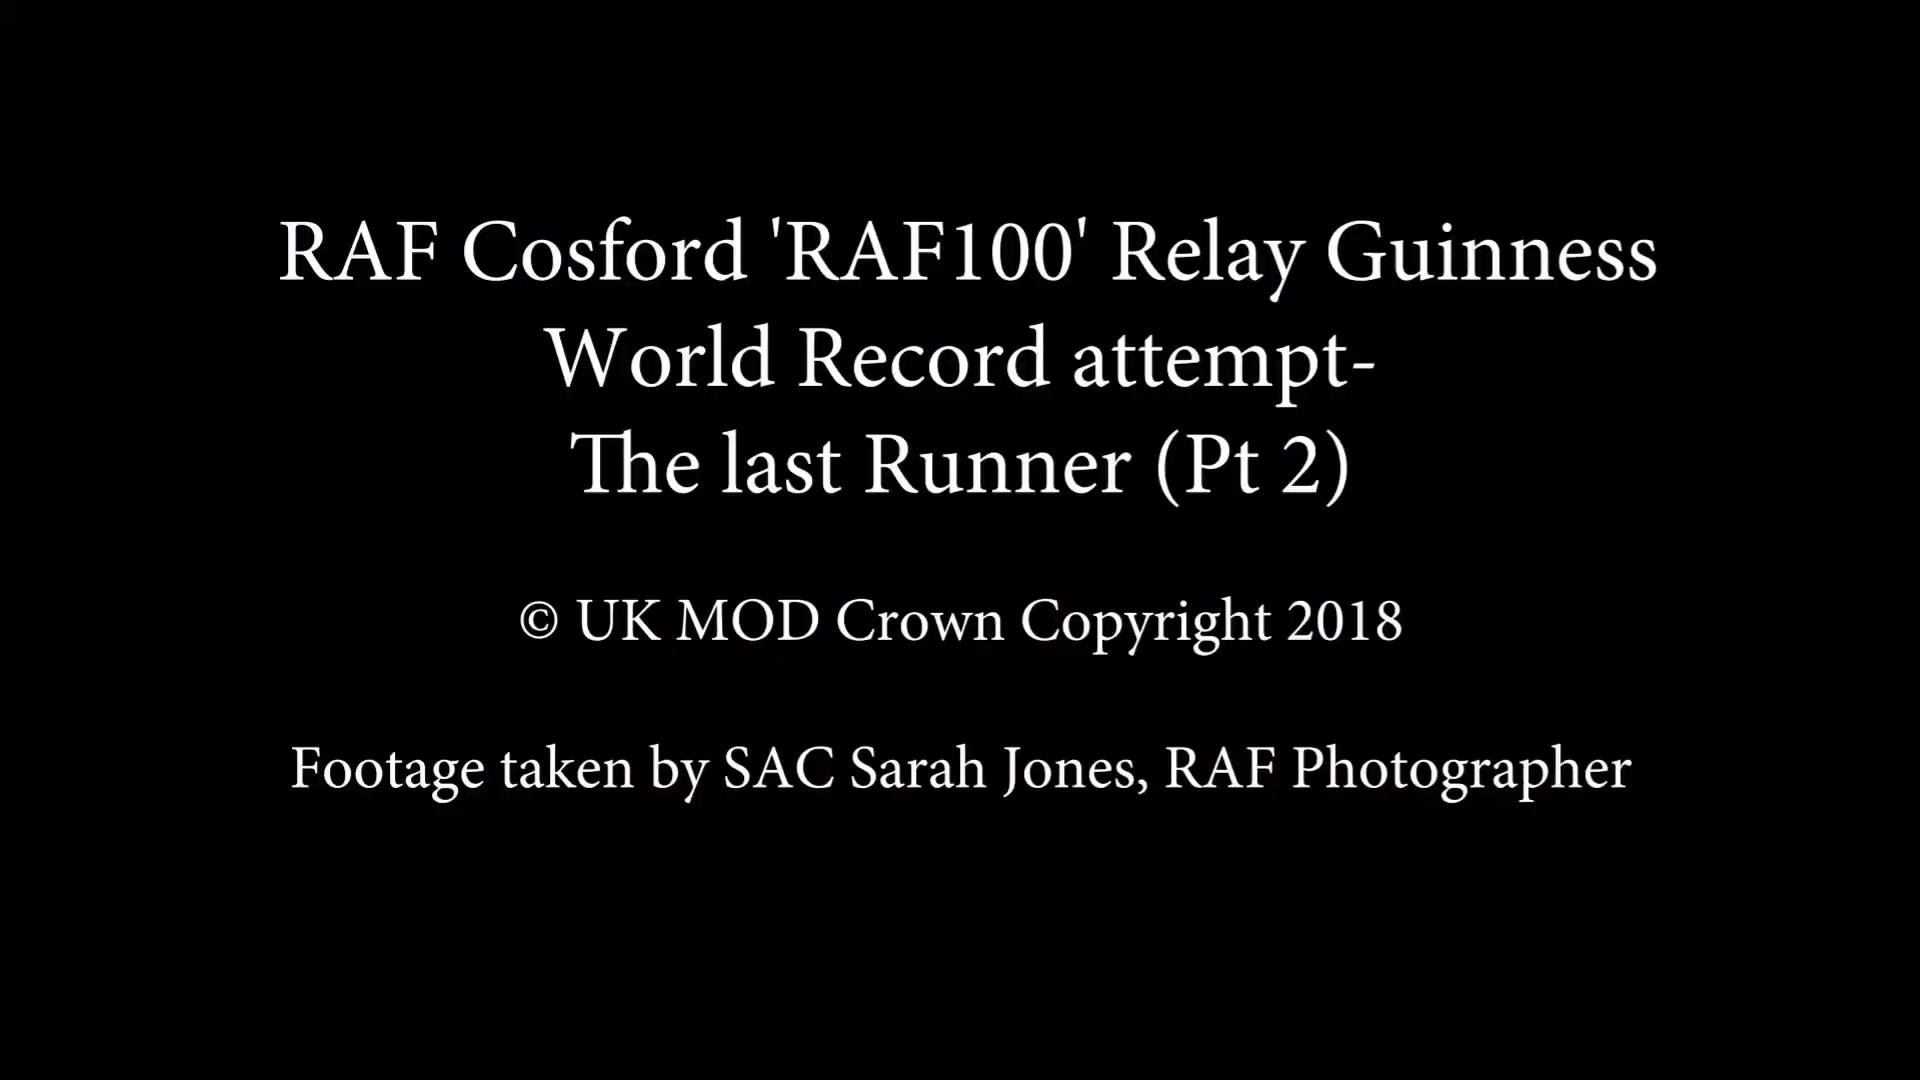 RAF Cosford 'RAF100' Relay Guinness
World Record attempt-
The last Runner (Pt 2)
© UK MOD Crown Copyright 2018
Footage taken by SAC Sarah Jones, RAF Photographer